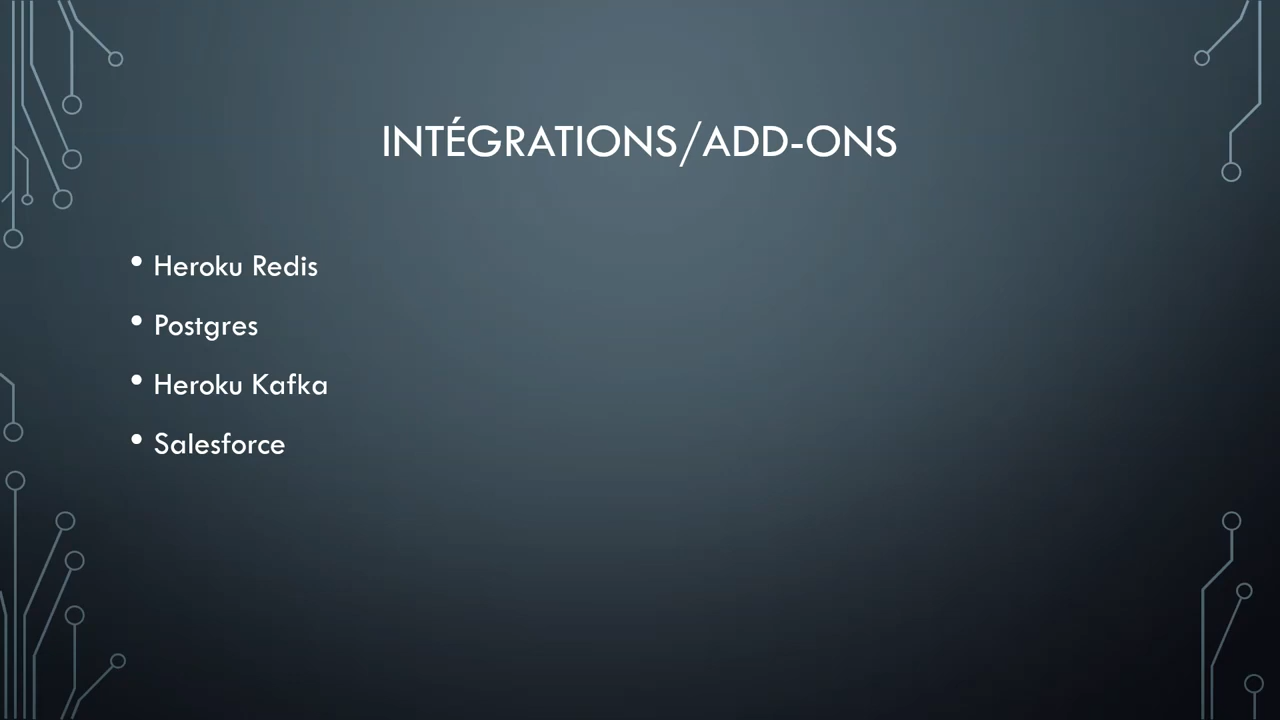 INTÉGRATIONS/ADD-ONS
• Heroku Redis
• Postgres
• Heroku Kafka
• Salesforce